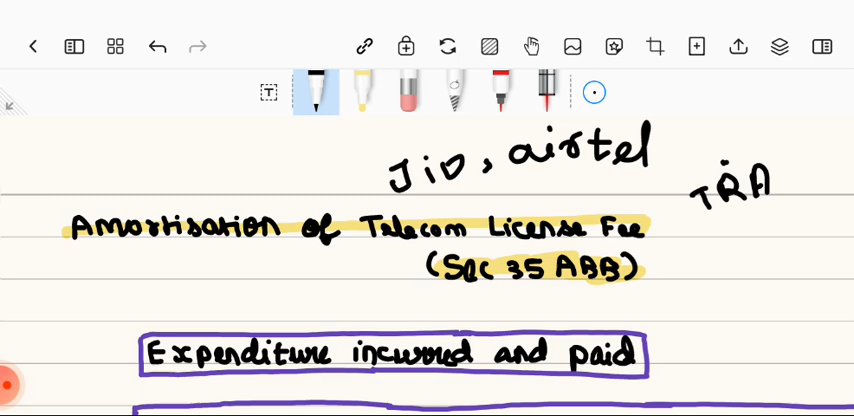 Jio, airtel
TRA
Amortisation of Telecom License Fee
(Sec 35 ABB)
Expenditure incurred and paid